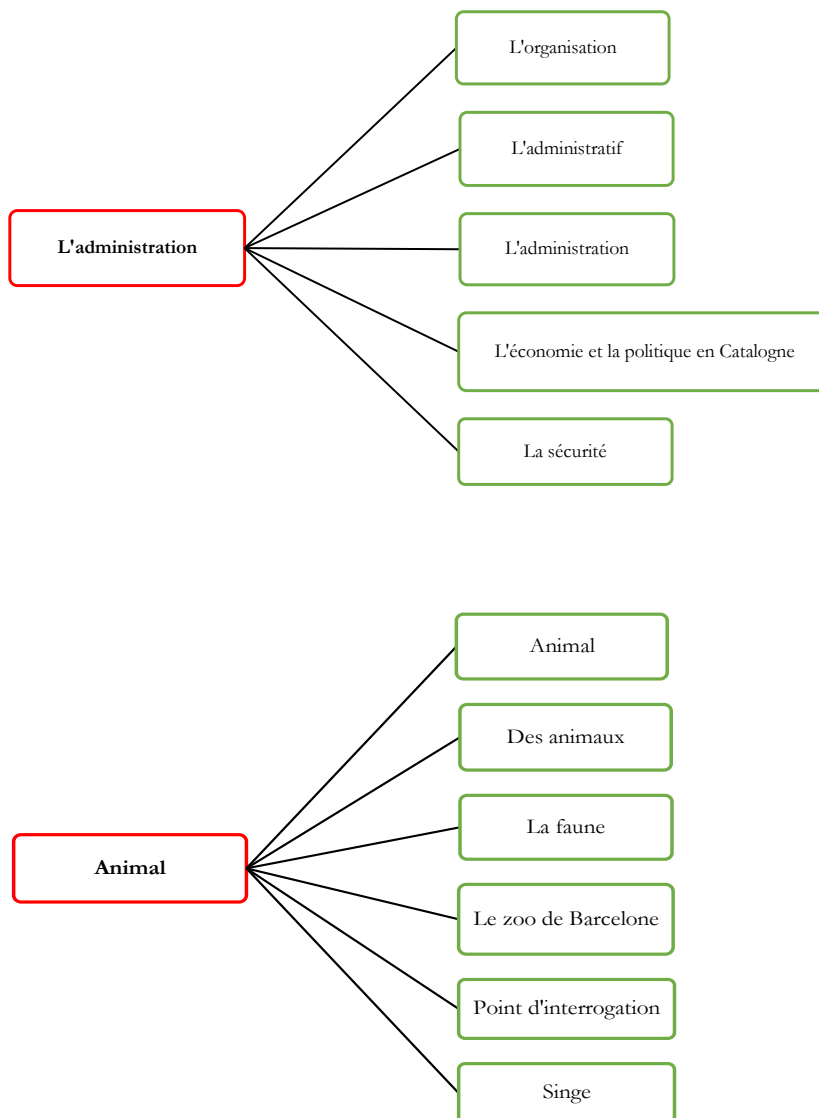 L'organisation
L'administratif
L'administration
L'administration
L'économie et la politique en Catalogne
La sécurité
Animal
Des animaux
La faune
Animal
Le zoo de Barcelone
Point d'interrogation
Singe